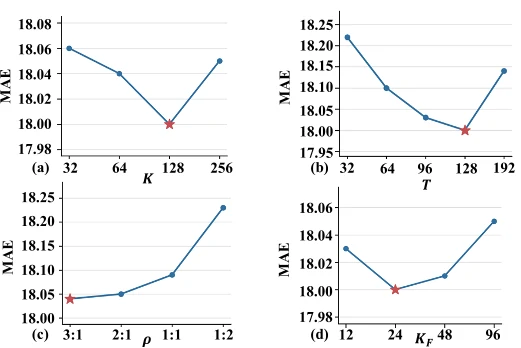 18.08
18.06
18.04
18.02
18.00
17.98
MAE
(a) 32 64 128 256
K
18.25
18.20
18.15
18.10
18.05
18.00
17.95
MAE
(b) 32 64 96 128 192
T
18.25
18.20
18.15
18.10
18.05
18.00
MAE
(c) 3:1 2:1 1:1 1:2
ρ
18.06
18.04
18.02
18.00
17.98
MAE
(d) 12 24 48 96
K_F